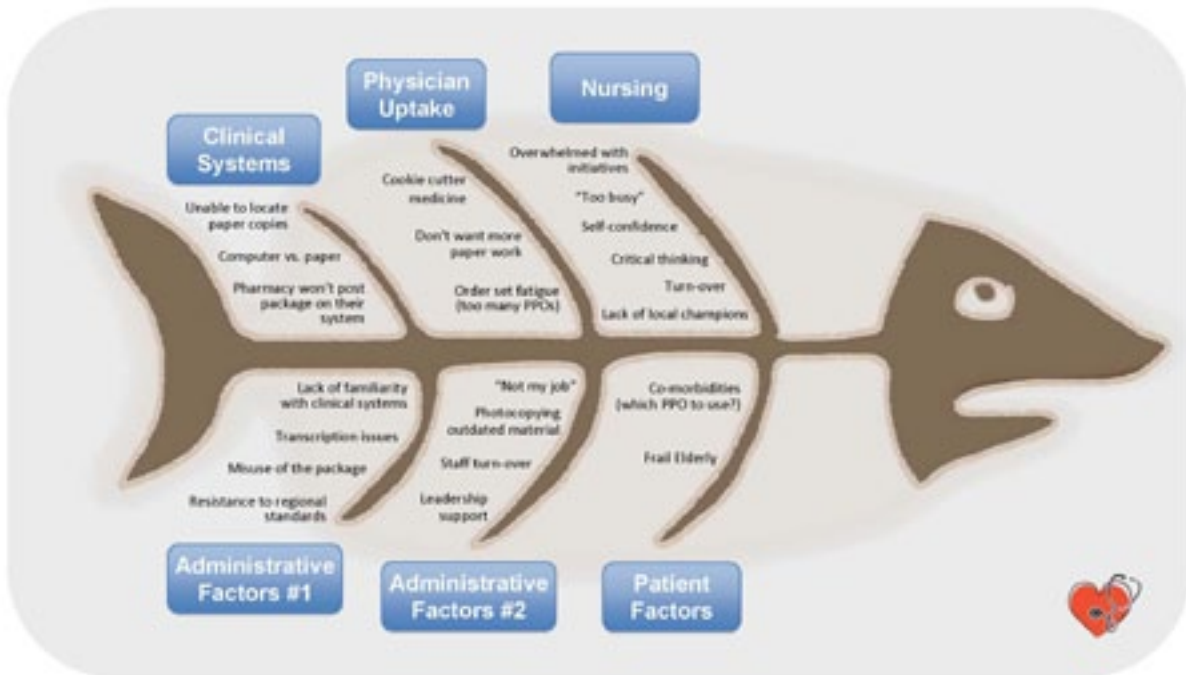 Clinical
Systems
Unable to locate
paper copies
Computer vs. paper
Pharmacy won't post
package on their
system
Physician
Uptake
Cookie cutter
medicine
Don't want more
paper work
Order set fatigue
(too many PPOs)
Nursing
Overwhelmed with
initiatives
"Too busy"
Self-confidence
Critical thinking
Turn-over
Lack of local champions
Lack of familiarity
with clinical systems
Transcription issues
Misuse of the package
Resistance to regional
standards
Administrative
Factors #1
"Not my job"
Photocopying
outdated material
Staff turn-over
Leadership
support
Administrative
Factors #2
Co-morbidities
(which PPO to use?)
Frail Elderly
Patient
Factors